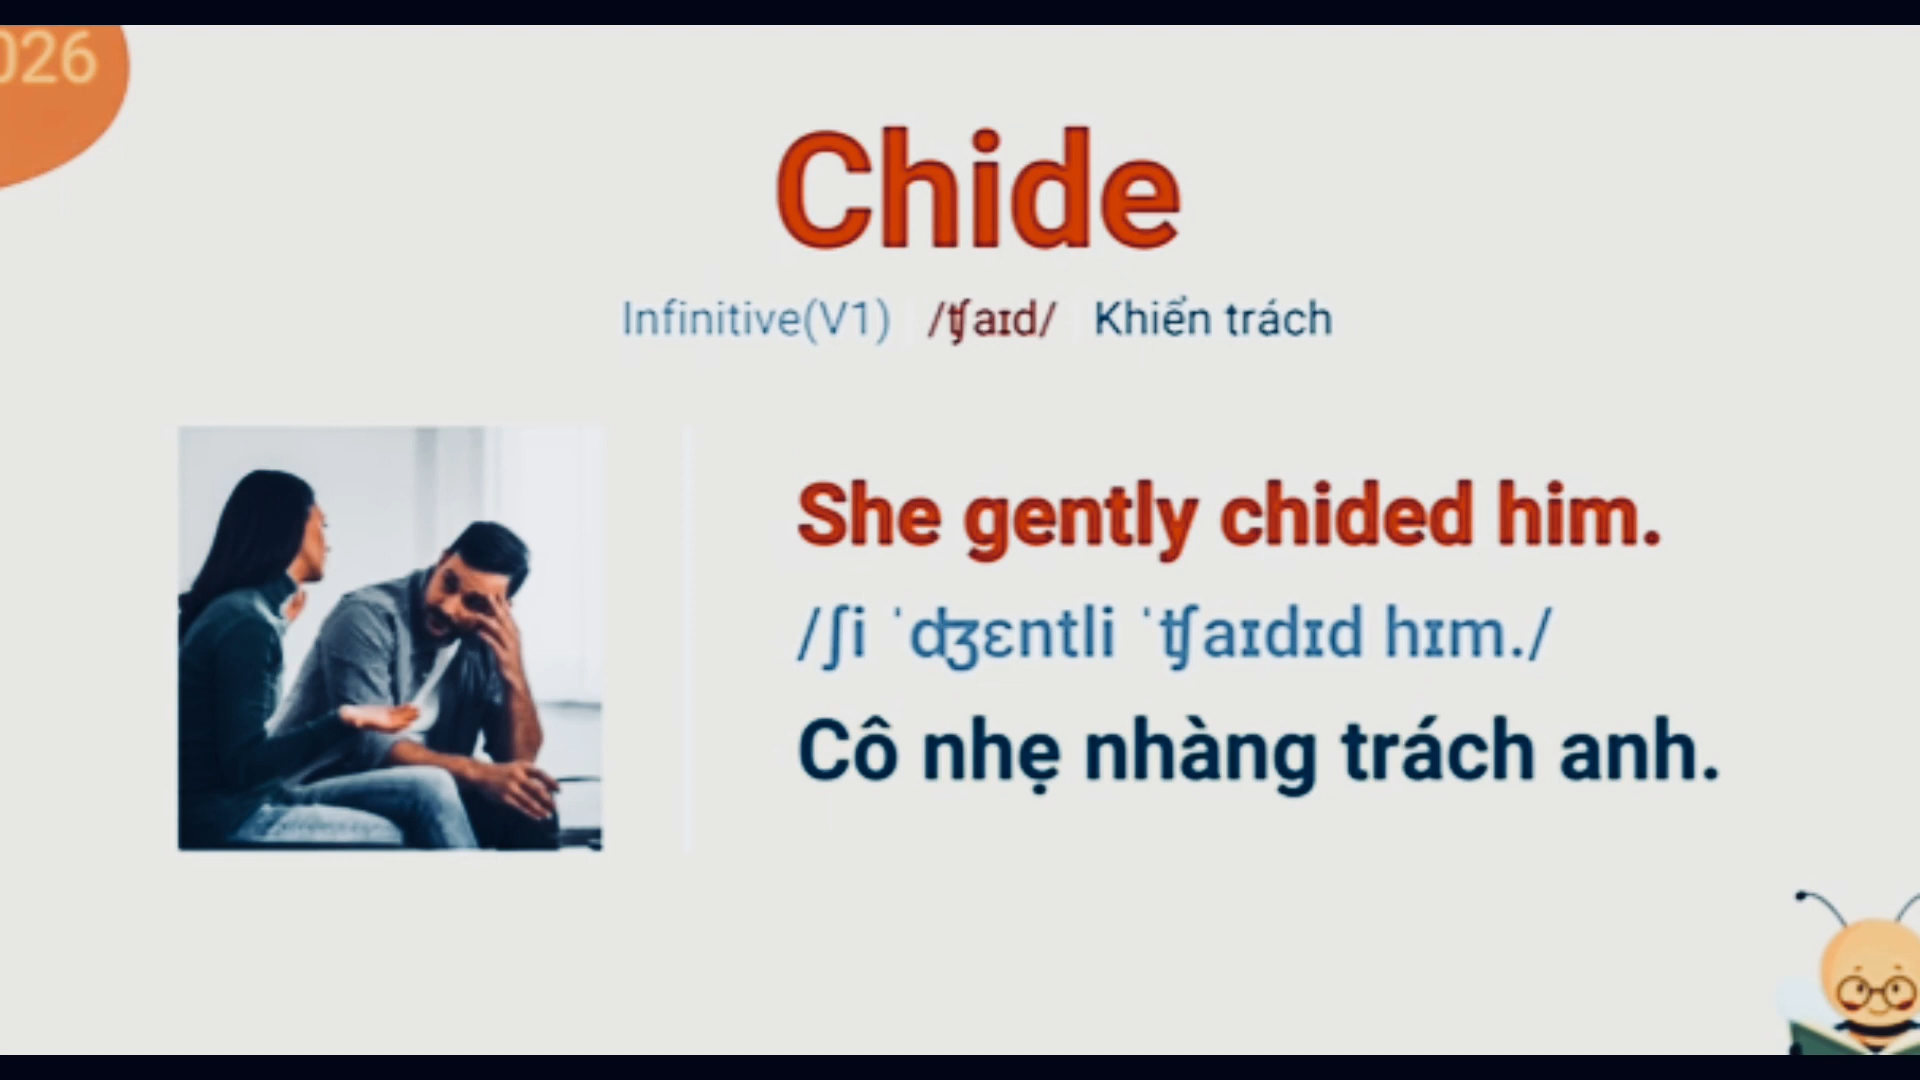 026
Chide
Infinitive(V1) /ʧaɪd/ Khiển trách
She gently chided him.
/ʃi ˈʤɛntli ˈʧaɪdɪd hɪm./
Cô nhẹ nhàng trách anh.